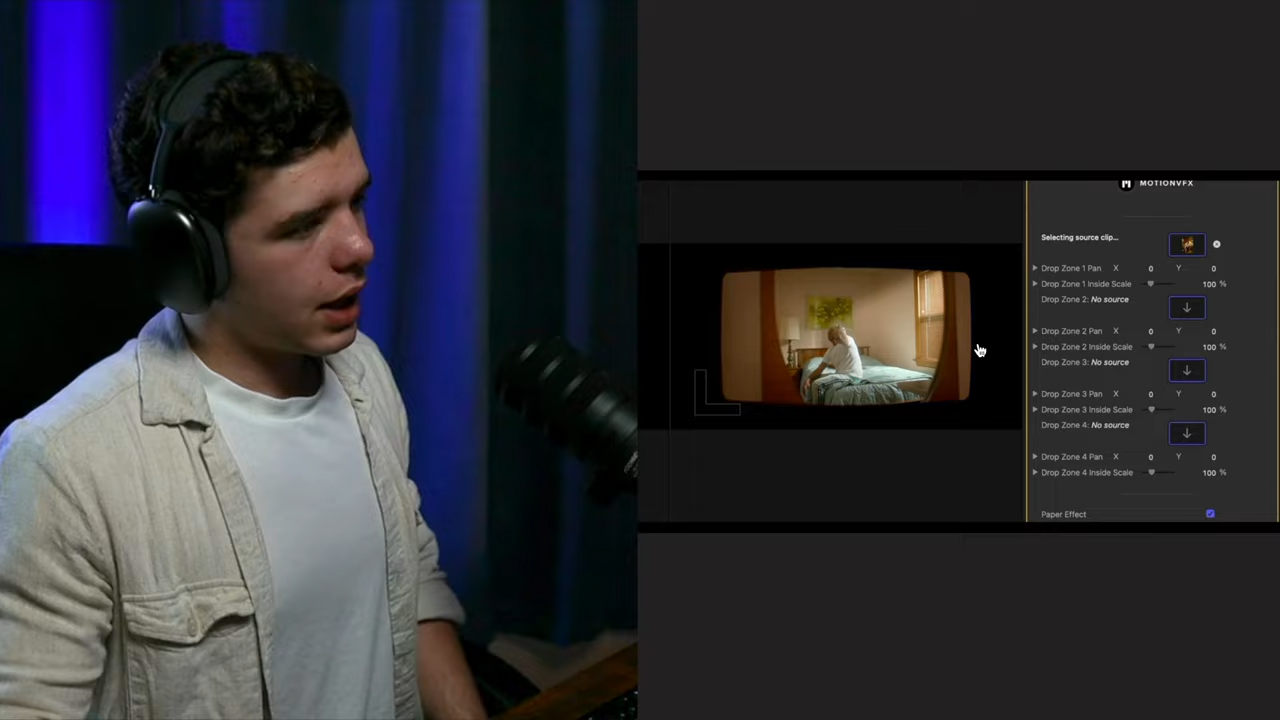 MOTIONVFX
Selecting source clip...
Drop Zone 1 Pan X 0 Y 0
Drop Zone 1 Inside Scale 100 %
Drop Zone 2: No source
Drop Zone 2 Pan X 0 Y 0
Drop Zone 2 Inside Scale 100 %
Drop Zone 3: No source
Drop Zone 3 Pan X 0 Y 0
Drop Zone 3 Inside Scale 100 %
Drop Zone 4: No source
Drop Zone 4 Pan X 0 Y 0
Drop Zone 4 Inside Scale 100 %
Paper Effect